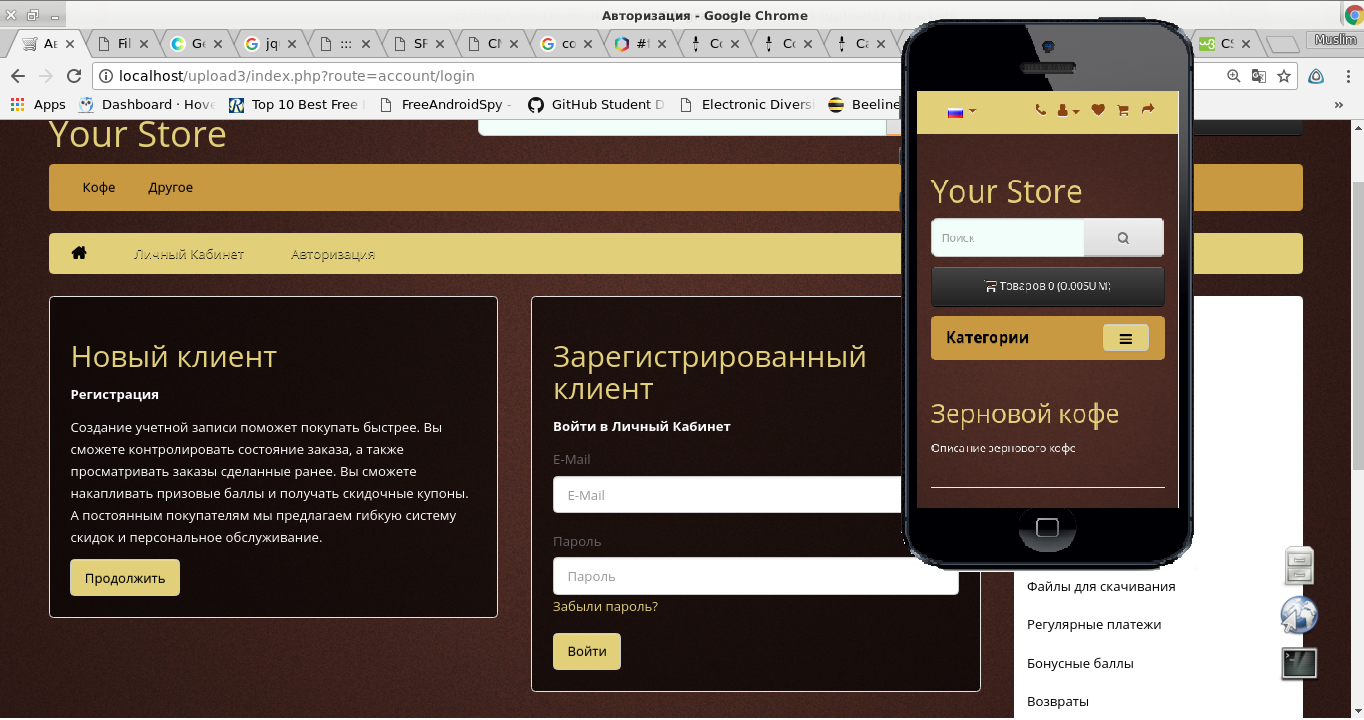 Авторизация - Google Chrome
Ав
Fil
Ge
jq
:::
SF
Cn
co
#f
Co
Co
Ca
CS
Muslim
localhost/upload3/index.php?route=account/login
Apps
Dashboard · Hove
Top 10 Best Free
FreeAndroidSpy -
GitHub Student D
Electronic Diversi
Beeline
»
Your Store
Кофе
Другое
Личный Кабинет
Авторизация
Новый клиент
Регистрация
Создание учетной записи поможет покупать быстрее. Вы
сможете контролировать состояние заказа, а также
просматривать заказы сделанные ранее. Вы сможете
накапливать призовые баллы и получать скидочные купоны.
А постоянным покупателям мы предлагаем гибкую систему
скидок и персональное обслуживание.
Продолжить
Зарегистрированный
клиент
Войти в Личный Кабинет
E-Mail
E-Mail
Пароль
Пароль
Забыли пароль?
Войти
Your Store
Поиск
Товаров 0 (0.00SUM)
Категории
Зерновой кофе
Описание зернового кофе
Файлы для скачивания
Регулярные платежи
Бонусные баллы
Возвраты